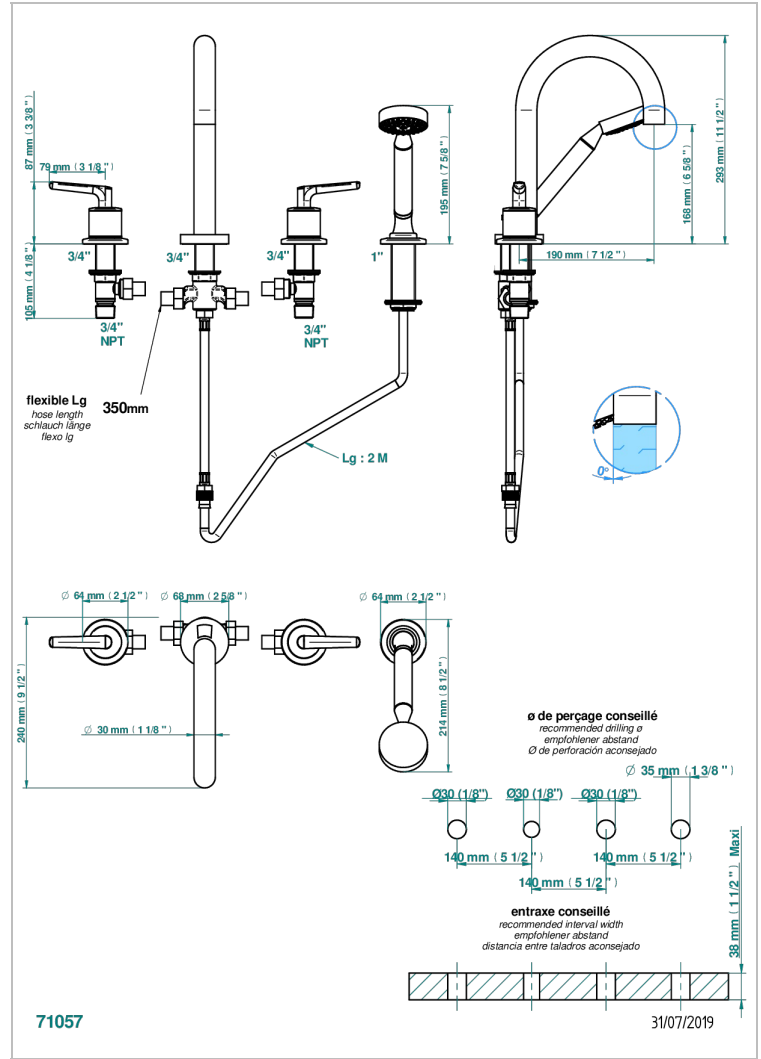 87 mm ( 3 3/8 " )
79 mm ( 3 1/8 " )
105 mm ( 4 1/8 " )
3/4"
3/4"
3/4"
1"
195 mm ( 7 5/8 " )
293 mm ( 11 1/2 " )
168 mm ( 6 5/8 " )
190 mm ( 7 1/2 " )
3/4"
NPT
3/4"
NPT
flexible Lg
hose length
schlauch länge
flexo lg
350mm
Lg : 2 M
0°
Ø 64 mm ( 2 1/2 " )
Ø 68 mm ( 2 5/8 " )
Ø 64 mm ( 2 1/2 " )
240 mm ( 9 1/2 " )
Ø 30 mm ( 1 1/8 " )
214 mm ( 8 1/2 " )
ø de perçage conseillé
recommended drilling ø
empfohlener abstand
Ø de perforación aconsejado
Ø 35 mm ( 1 3/8 " )
Ø30 (1/8")
Ø30 (1/8")
Ø30 (1/8")
140 mm ( 5 1/2 " )
140 mm ( 5 1/2 " )
140 mm ( 5 1/2 " )
entraxe conseillé
recommended interval width
empfohlener abstand
distancia entre taladros aconsejado
38 mm ( 1 1/2 " ) Maxi
71057
31/07/2019